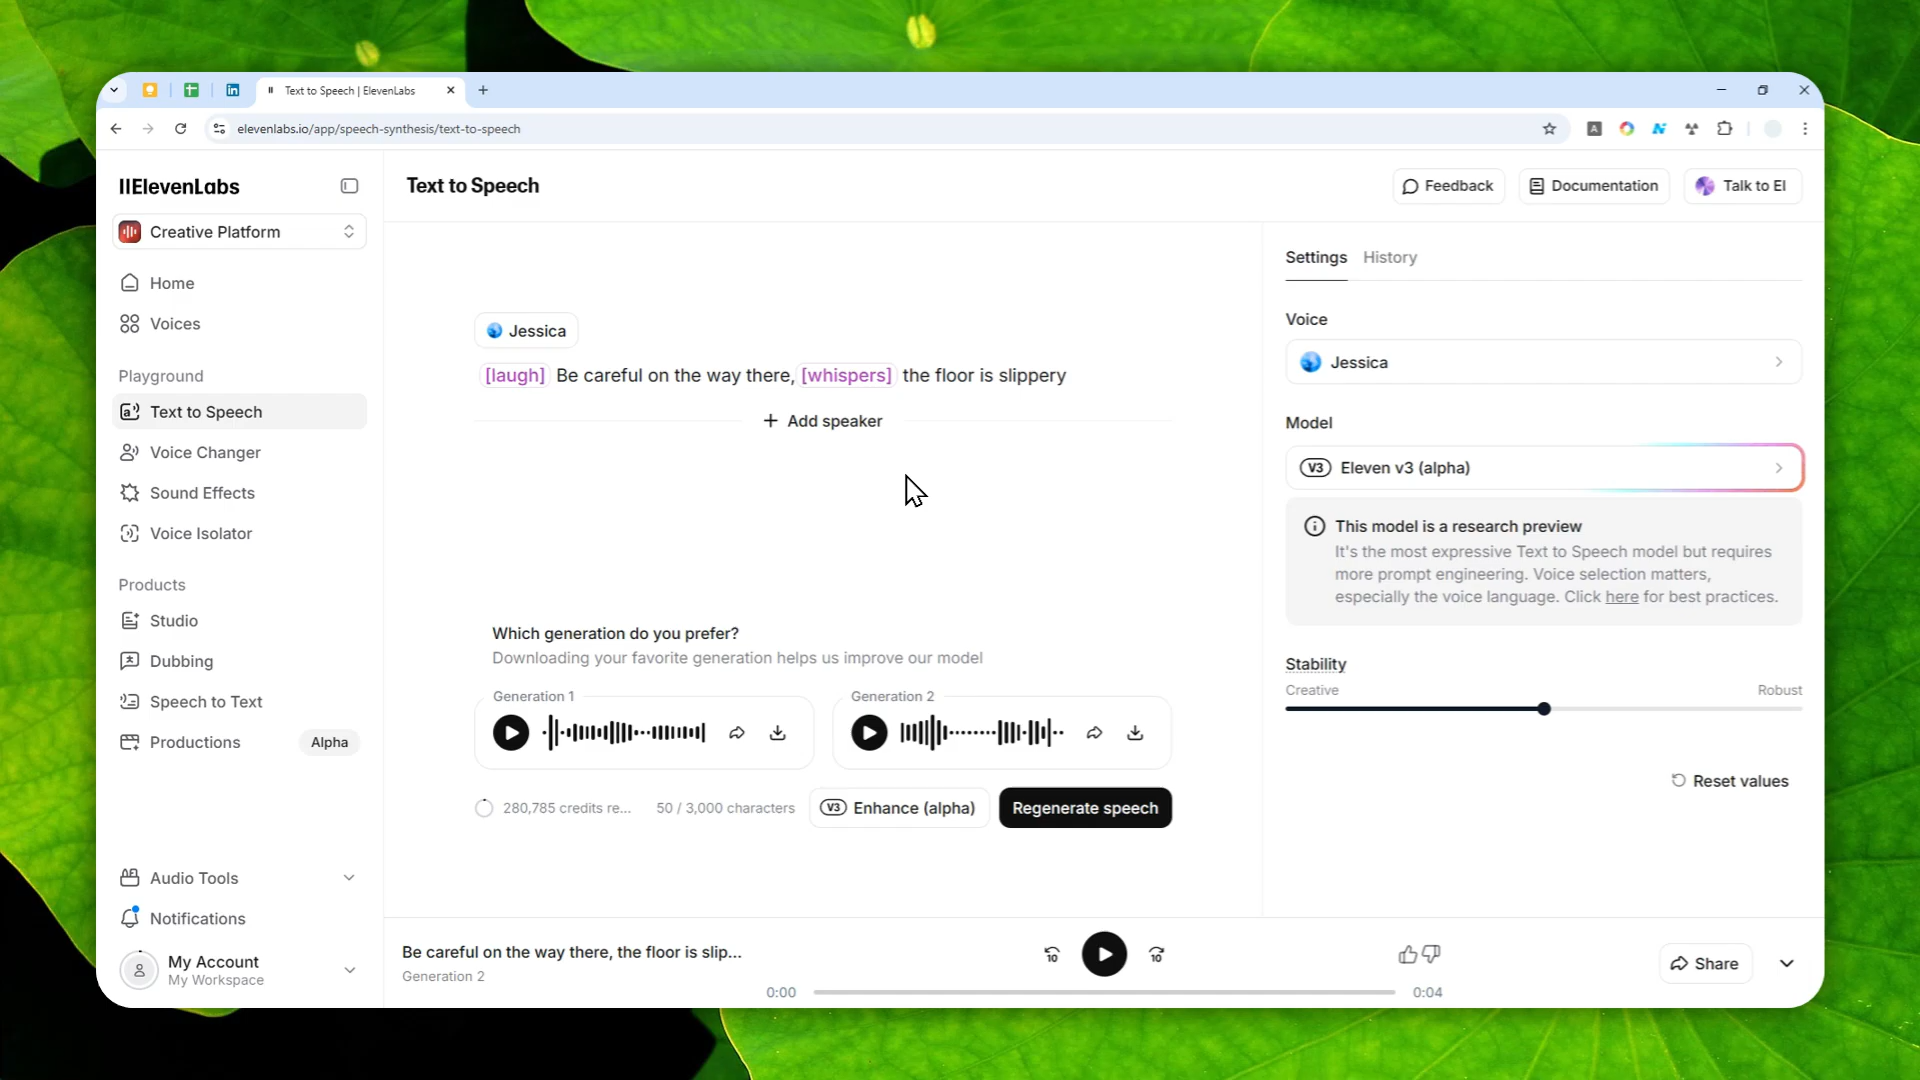 Text to Speech | ElevenLabs
elevenlabs.io/app/speech-synthesis/text-to-speech
IIElevenLabs
Creative Platform
Home
Voices
Playground
Text to Speech
Voice Changer
Sound Effects
Voice Isolator
Products
Studio
Dubbing
Speech to Text
Productions
Alpha
Audio Tools
Notifications
My Account
My Workspace
Text to Speech
Feedback
Documentation
Talk to El
Jessica
[laugh] Be careful on the way there, [whispers] the floor is slippery
+ Add speaker
Which generation do you prefer?
Downloading your favorite generation helps us improve our model
Generation 1
Generation 2
280,785 credits re...
50 / 3,000 characters
V3 Enhance (alpha)
Regenerate speech
Settings
History
Voice
Jessica
Model
V3 Eleven v3 (alpha)
This model is a research preview
It's the most expressive Text to Speech model but requires
more prompt engineering. Voice selection matters,
especially the voice language. Click here for best practices.
Stability
Creative
Robust
Reset values
Be careful on the way there, the floor is slip...
Generation 2
10
10
0:00
0:04
Share